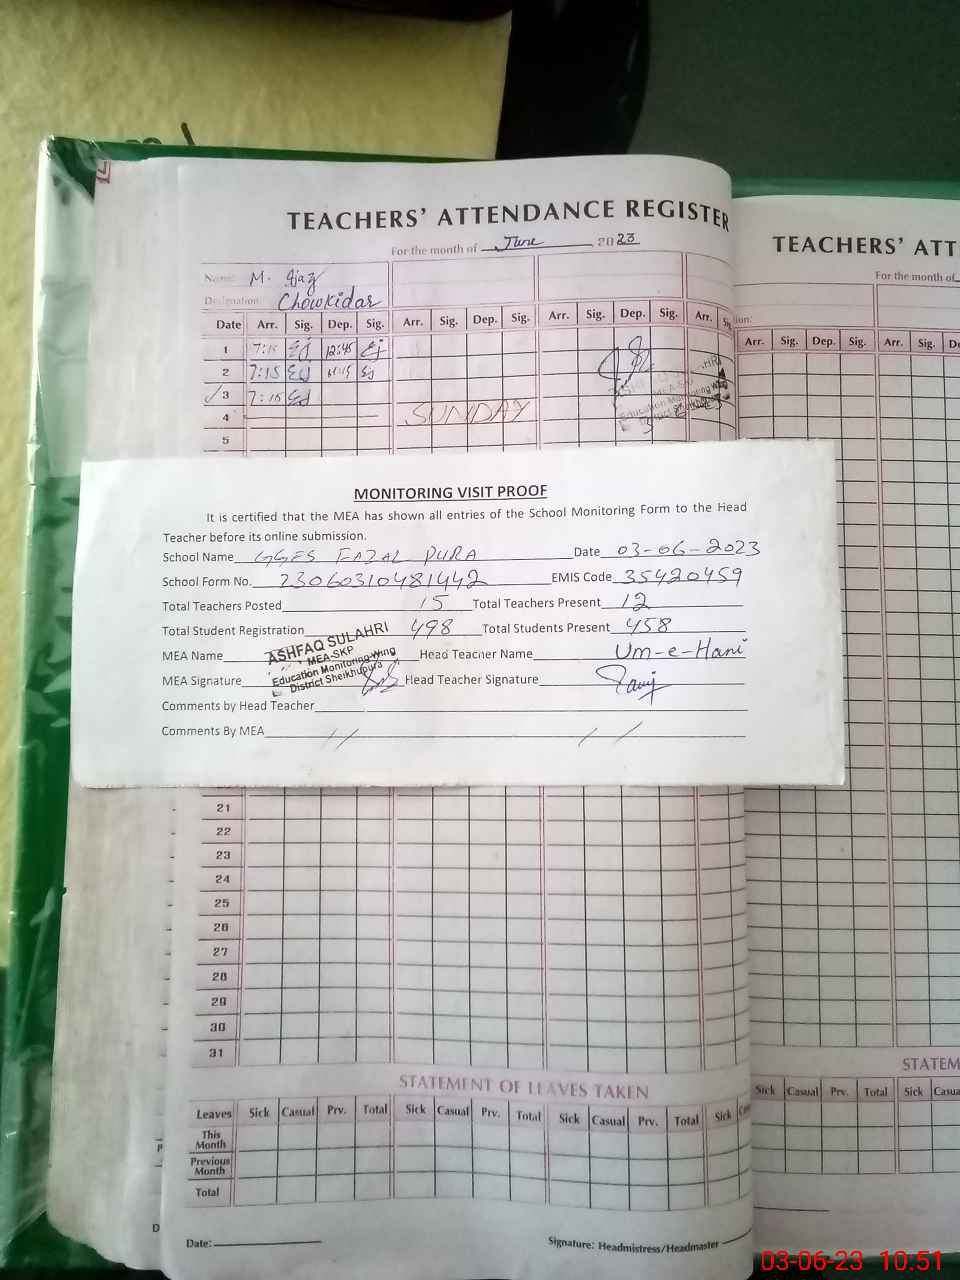 TEACHERS' ATTENDANCE REGISTER
For the month of June 2023
Name: M. Ijaz
Designation: Chowkidar
Date Arr. Sig. Dep. Sig. Arr. Sig. Dep. Sig. Arr. Sig. Dep. Sig. Arr.
1 7:15 Ej 12:45 Ej
2 7:15
3 7:15
4 SUNDAY
5
Education Monitoring Wing
MONITORING VISIT PROOF
It is certified that the MEA has shown all entries of the School Monitoring Form to the Head
Teacher before its online submission.
School Name GGES FAZAL PURA Date 03-06-2023
School Form No. 23060310481442 EMIS Code 35420459
Total Teachers Posted 15 Total Teachers Present 12
Total Student Registration 498 Total Students Present 458
MEA Name Head Teacher Name Um-e-Hani
ASHFAQ SULAHRI
MEA-SKP
Education Monitoring Wing
District Sheikhupura
MEA Signature Head Teacher Signature
Comments by Head Teacher
Comments By MEA
21
22
23
24
25
26
27
28
29
30
31
STATEMENT OF LEAVES TAKEN
Leaves Sick Casual Prv. Total Sick Casual Prv. Total Sick Casual Prv. Total Sick
This Month
Previous Month
Total
Date: Signature: Headmistress/Headmaster
TEACHERS' ATT
For the month of
Arr. Sig. Dep. Sig. Arr. Sig.
STATEM
Sick Casual Prv. Total Sick
03-06-23 10.51